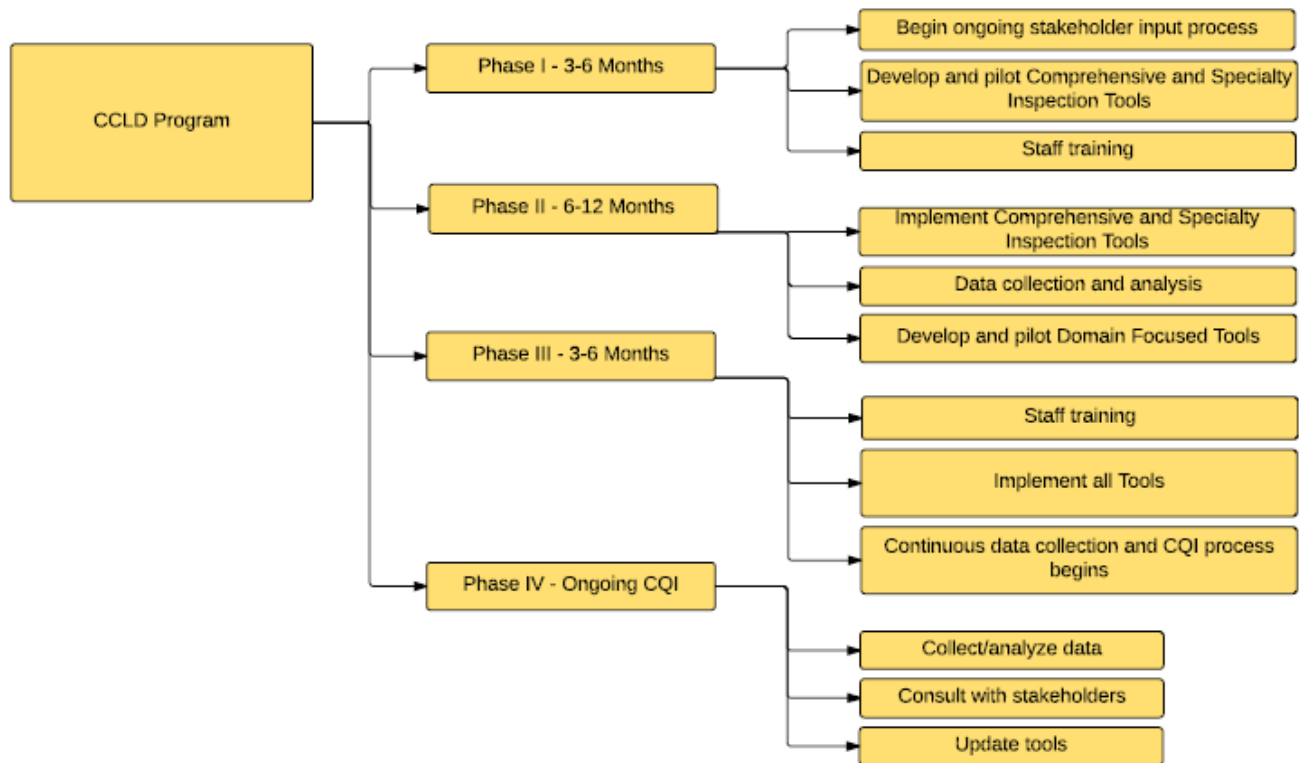 CCLD Program
Phase I - 3-6 Months
Begin ongoing stakeholder input process
Develop and pilot Comprehensive and Specialty
Inspection Tools
Staff training
Phase II - 6-12 Months
Implement Comprehensive and Specialty
Inspection Tools
Data collection and analysis
Develop and pilot Domain Focused Tools
Phase III - 3-6 Months
Staff training
Implement all Tools
Continuous data collection and CQI process
begins
Phase IV - Ongoing CQI
Collect/analyze data
Consult with stakeholders
Update tools